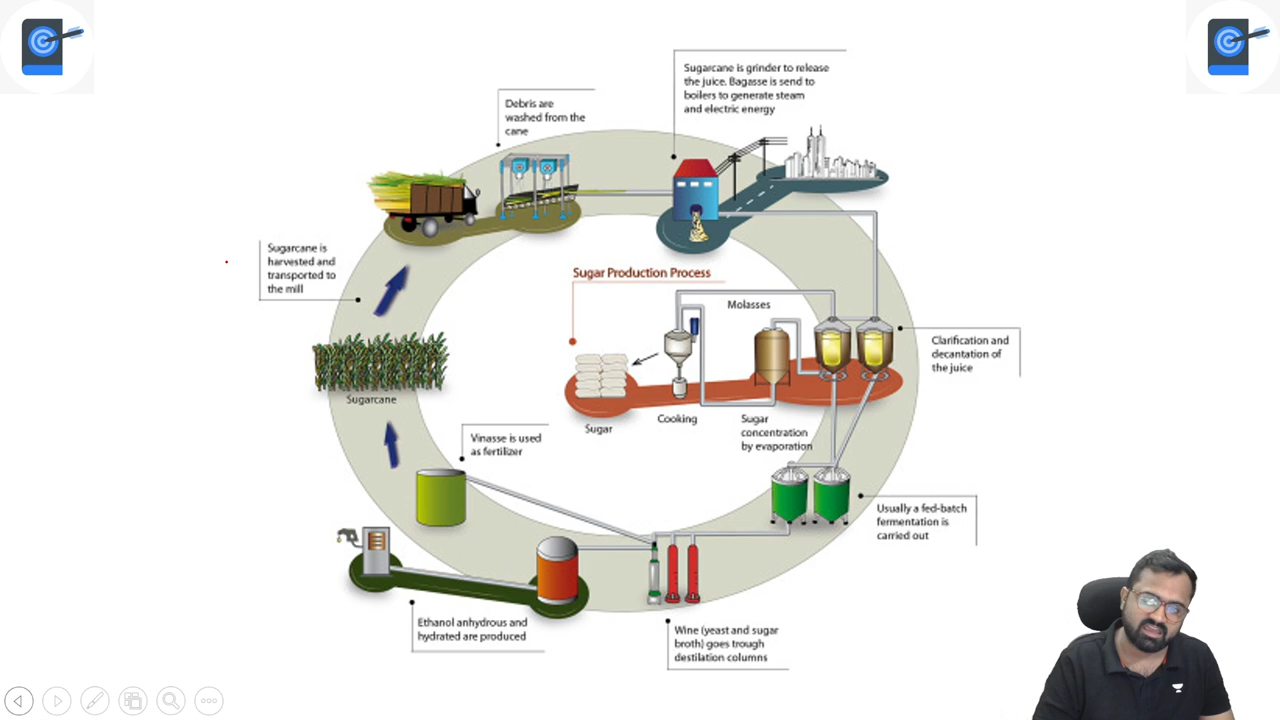 Sugarcane is grinder to release
the juice. Bagasse is send to
boilers to generate steam
and electric energy
Debris are
washed from the
cane
Sugarcane is
harvested and
transported to
the mill
Sugar Production Process
Molasses
Clarification and
decantation of
the juice
Sugarcane
Sugar
Cooking
Sugar
concentration
by evaporation
Vinasse is used
as fertilizer
Usually a fed-batch
fermentation is
carried out
Ethanol anhydrous and
hydrated are produced
Wine (yeast and sugar
broth) goes trough
destilation columns